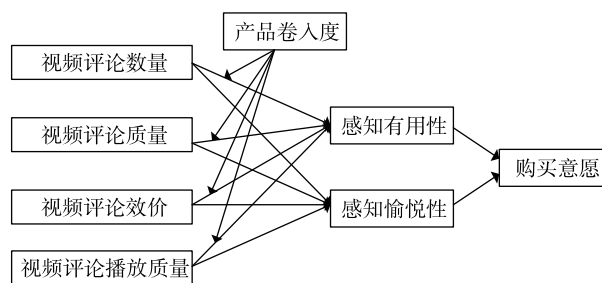 产品卷入度
视频评论数量
视频评论质量
感知有用性
购买意愿
视频评论效价
感知愉悦性
视频评论播放质量